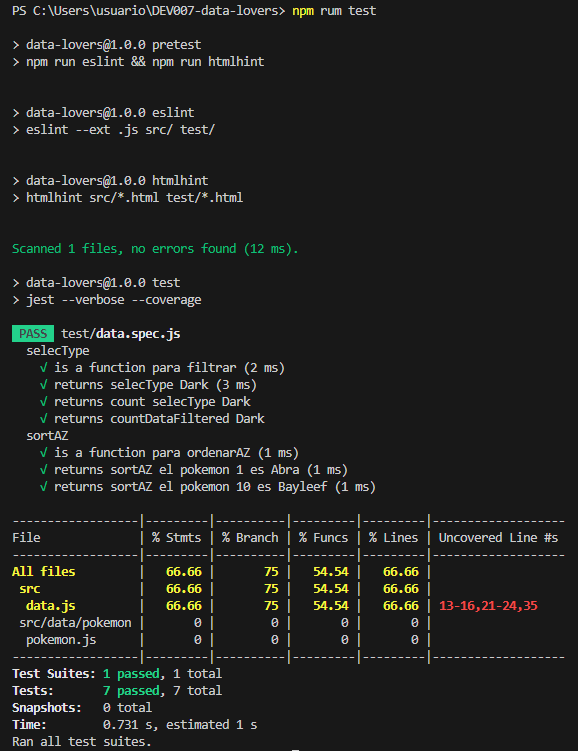 PS C:\Users\usuario\DEV007-data-lovers> npm rum test
> data-lovers@1.0.0 pretest
> npm run eslint && npm run htmlhint
> data-lovers@1.0.0 eslint
> eslint --ext .js src/ test/
> data-lovers@1.0.0 htmlhint
> htmlhint src/*.html test/*.html
Scanned 1 files, no errors found (12 ms).
> data-lovers@1.0.0 test
> jest --verbose --coverage
PASS test/data.spec.js
selecType
√ is a function para filtrar (2 ms)
√ returns selecType Dark (3 ms)
√ returns count selecType Dark
√ returns countDataFiltered Dark
sortAZ
√ is a function para ordenarAZ (1 ms)
√ returns sortAZ el pokemon 1 es Abra (1 ms)
√ returns sortAZ el pokemon 10 es Bayleef (1 ms)
------------------|---------|----------|---------|---------|-------------------
File | % Stmts | % Branch | % Funcs | % Lines | Uncovered Line #s
------------------|---------|----------|---------|---------|-------------------
All files | 66.66 | 75 | 54.54 | 66.66 |
src | 66.66 | 75 | 54.54 | 66.66 |
data.js | 66.66 | 75 | 54.54 | 66.66 | 13-16,21-24,35
src/data/pokemon | 0 | 0 | 0 | 0 |
pokemon.js | 0 | 0 | 0 | 0 |
------------------|---------|----------|---------|---------|-------------------
Test Suites: 1 passed, 1 total
Tests: 7 passed, 7 total
Snapshots: 0 total
Time: 0.731 s, estimated 1 s
Ran all test suites.